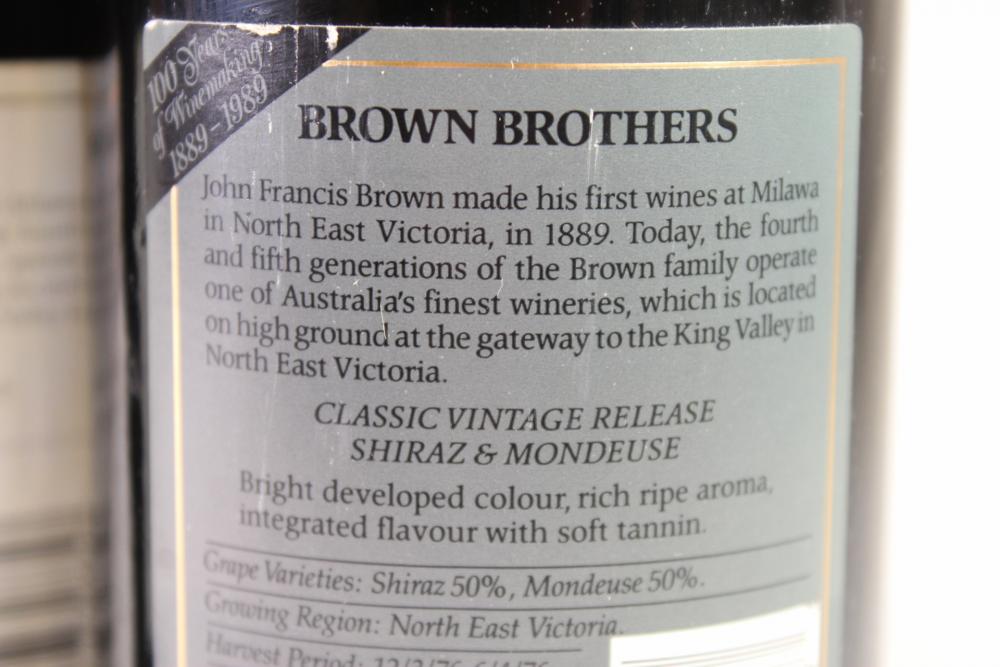 100 Years
of Winemaking
1889-1989
BROWN BROTHERS
John Francis Brown made his first wines at Milawa
in North East Victoria, in 1889. Today, the fourth
and fifth generations of the Brown family operate
one of Australia's finest wineries, which is located
on high ground at the gateway to the King Valley in
North East Victoria.
CLASSIC VINTAGE RELEASE
SHIRAZ & MONDEUSE
Bright developed colour, rich ripe aroma,
integrated flavour with soft tannin.
Grape Varieties: Shiraz 50%, Mondeuse 50%.
Growing Region: North East Victoria.
Harvest Period: